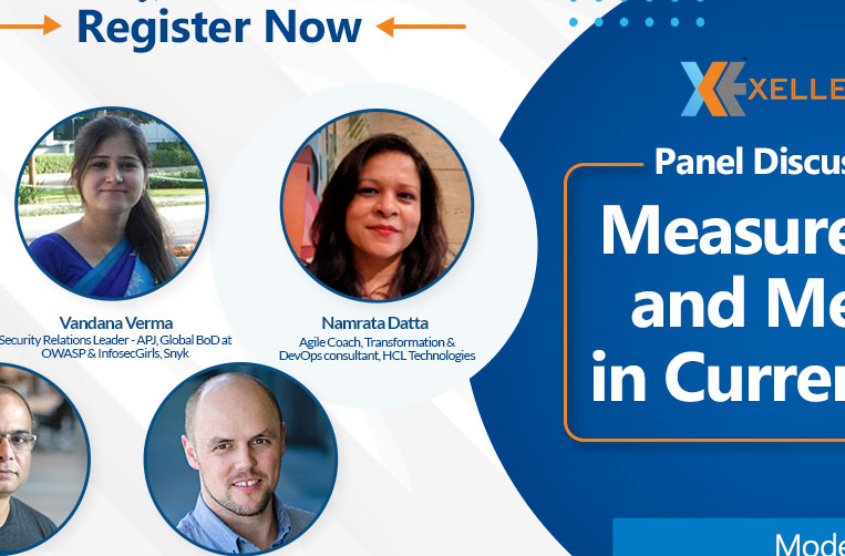 Register Now
XELLE
Panel Discus
Measure
and Me
in Curren
Vandana Verma
Security Relations Leader - APJ, Global BoD at
OWASP & InfosecGirls, Snyk
Namrata Datta
Agile Coach, Transformation &
DevOps consultant, HCL Technologies
Mode